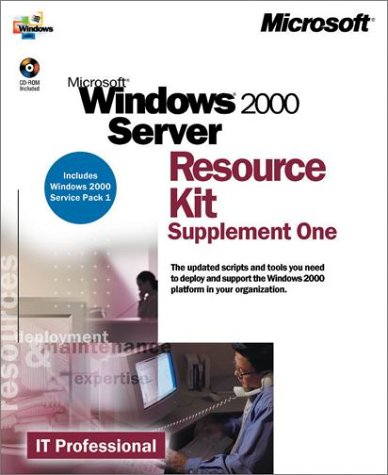 Microsoft®
Windows
CD-ROM
Included
Microsoft®
Windows® 2000
Server
Resource
Kit
Supplement One
Includes
Windows 2000
Service Pack 1
The updated scripts and tools you need
to deploy and support the Windows 2000
platform in your organization.
resources
deployment
&
maintenance
expertise
IT Professional